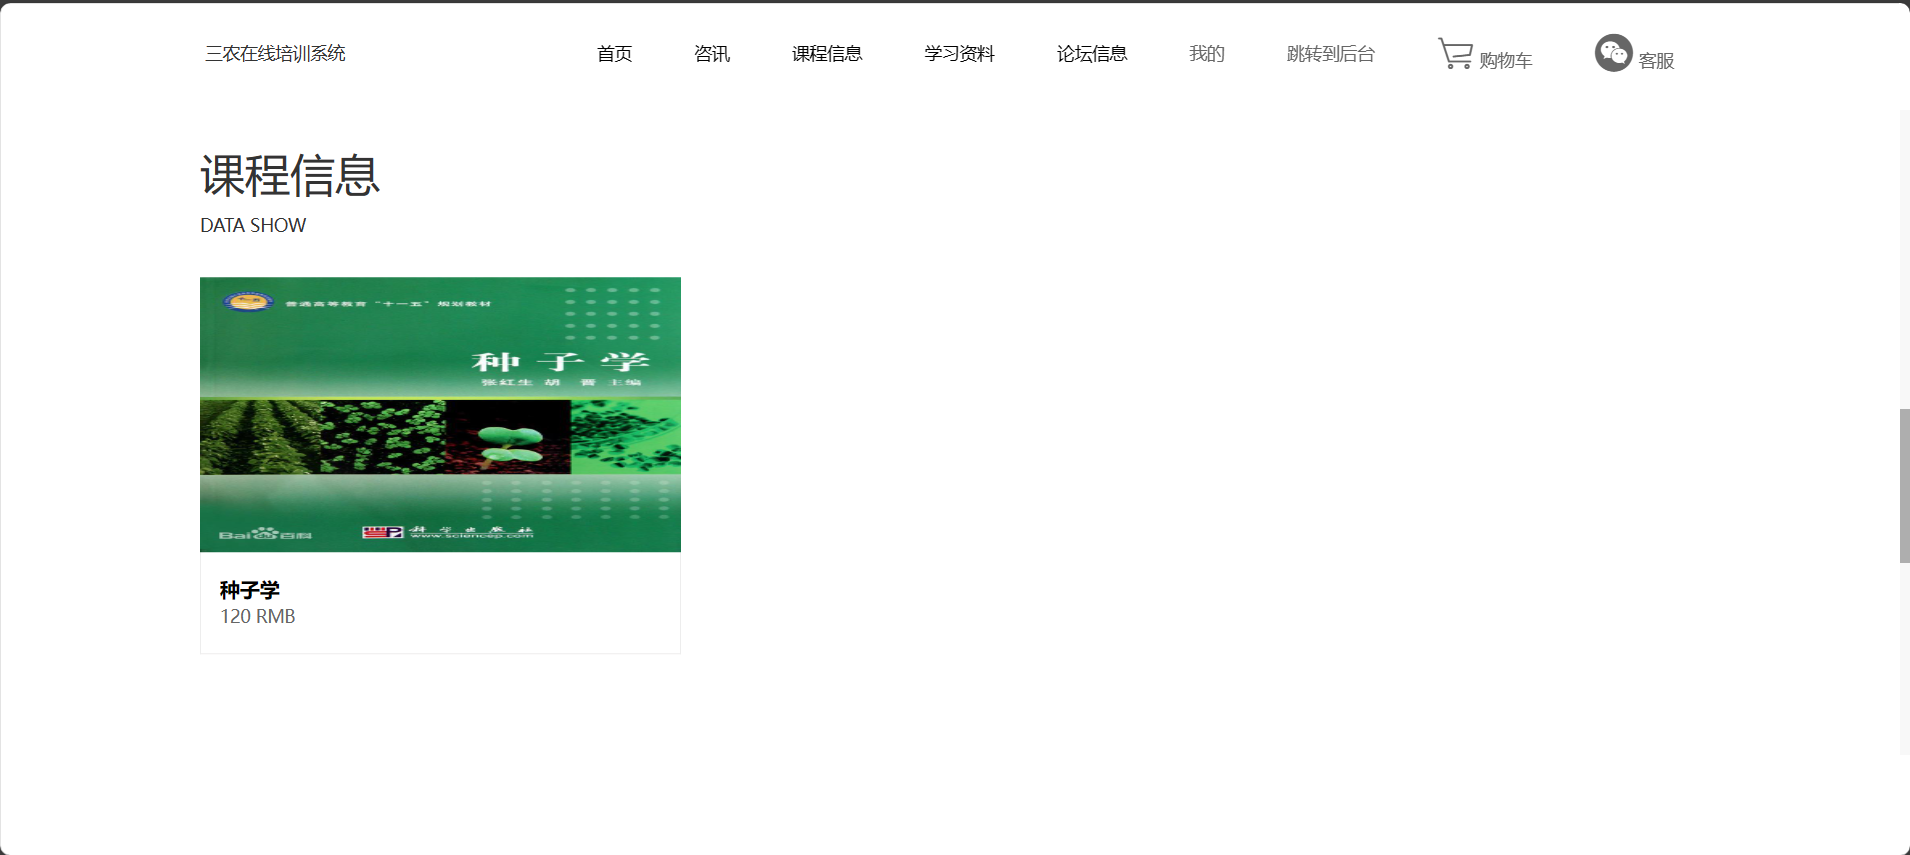 三农在线培训系统
首页
咨讯
课程信息
学习资料
论坛信息
我的
跳转到后台
购物车
客服
课程信息
DATA SHOW
普通高等教育“十一五”规划教材
种子学
张红生 胡 晋 主编
Bai 百科
科学出版社
www.sciencep.com
种子学
120 RMB